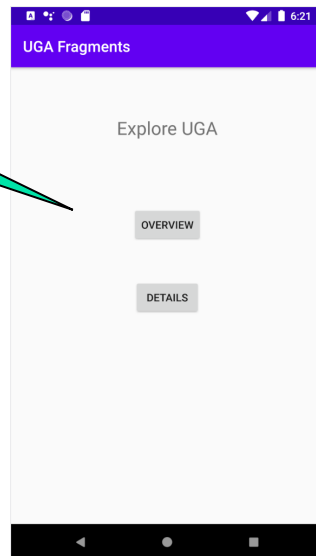 6:21
UGA Fragments
Explore UGA
OVERVIEW
DETAILS